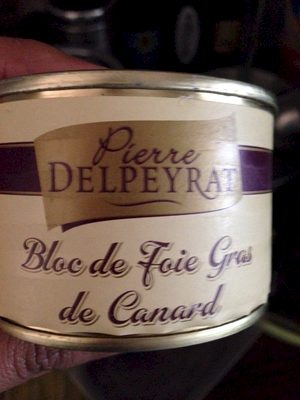 Pierre
DELPEYRAT
Bloc de Foie Gras
de Canard